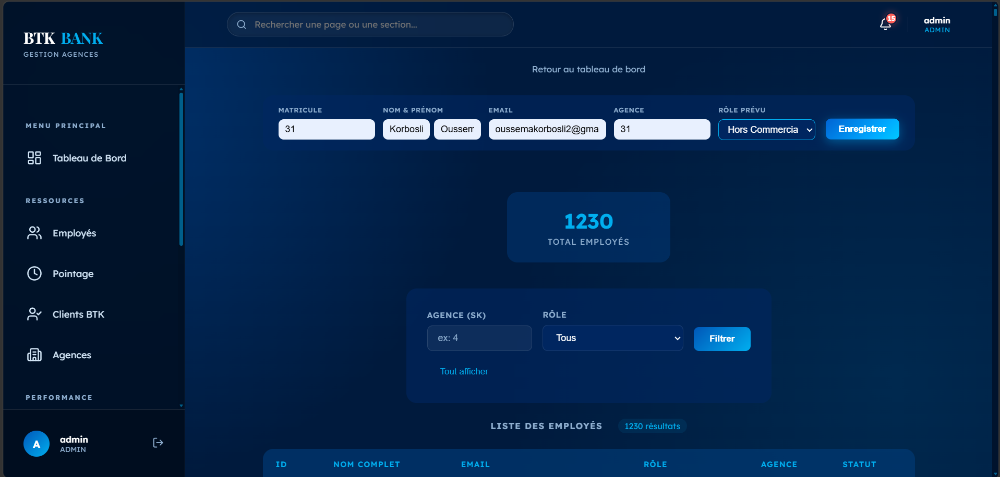 BTK BANK
GESTION AGENCES
MENU PRINCIPAL
Tableau de Bord
RESSOURCES
Employés
Pointage
Clients BTK
Agences
PERFORMANCE
A
admin
ADMIN
Rechercher une page ou une section...
15
admin
ADMIN
Retour au tableau de bord
MATRICULE NOM & PRÉNOM EMAIL AGENCE RÔLE PRÉVU
31 Korbosli Oussem oussemakorbosli2@gma 31 Hors Commercia Enregistrer
1230
TOTAL EMPLOYÉS
AGENCE (SK) RÔLE
ex: 4 Tous Filtrer
Tout afficher
LISTE DES EMPLOYÉS 1230 résultats
ID NOM COMPLET EMAIL RÔLE AGENCE STATUT